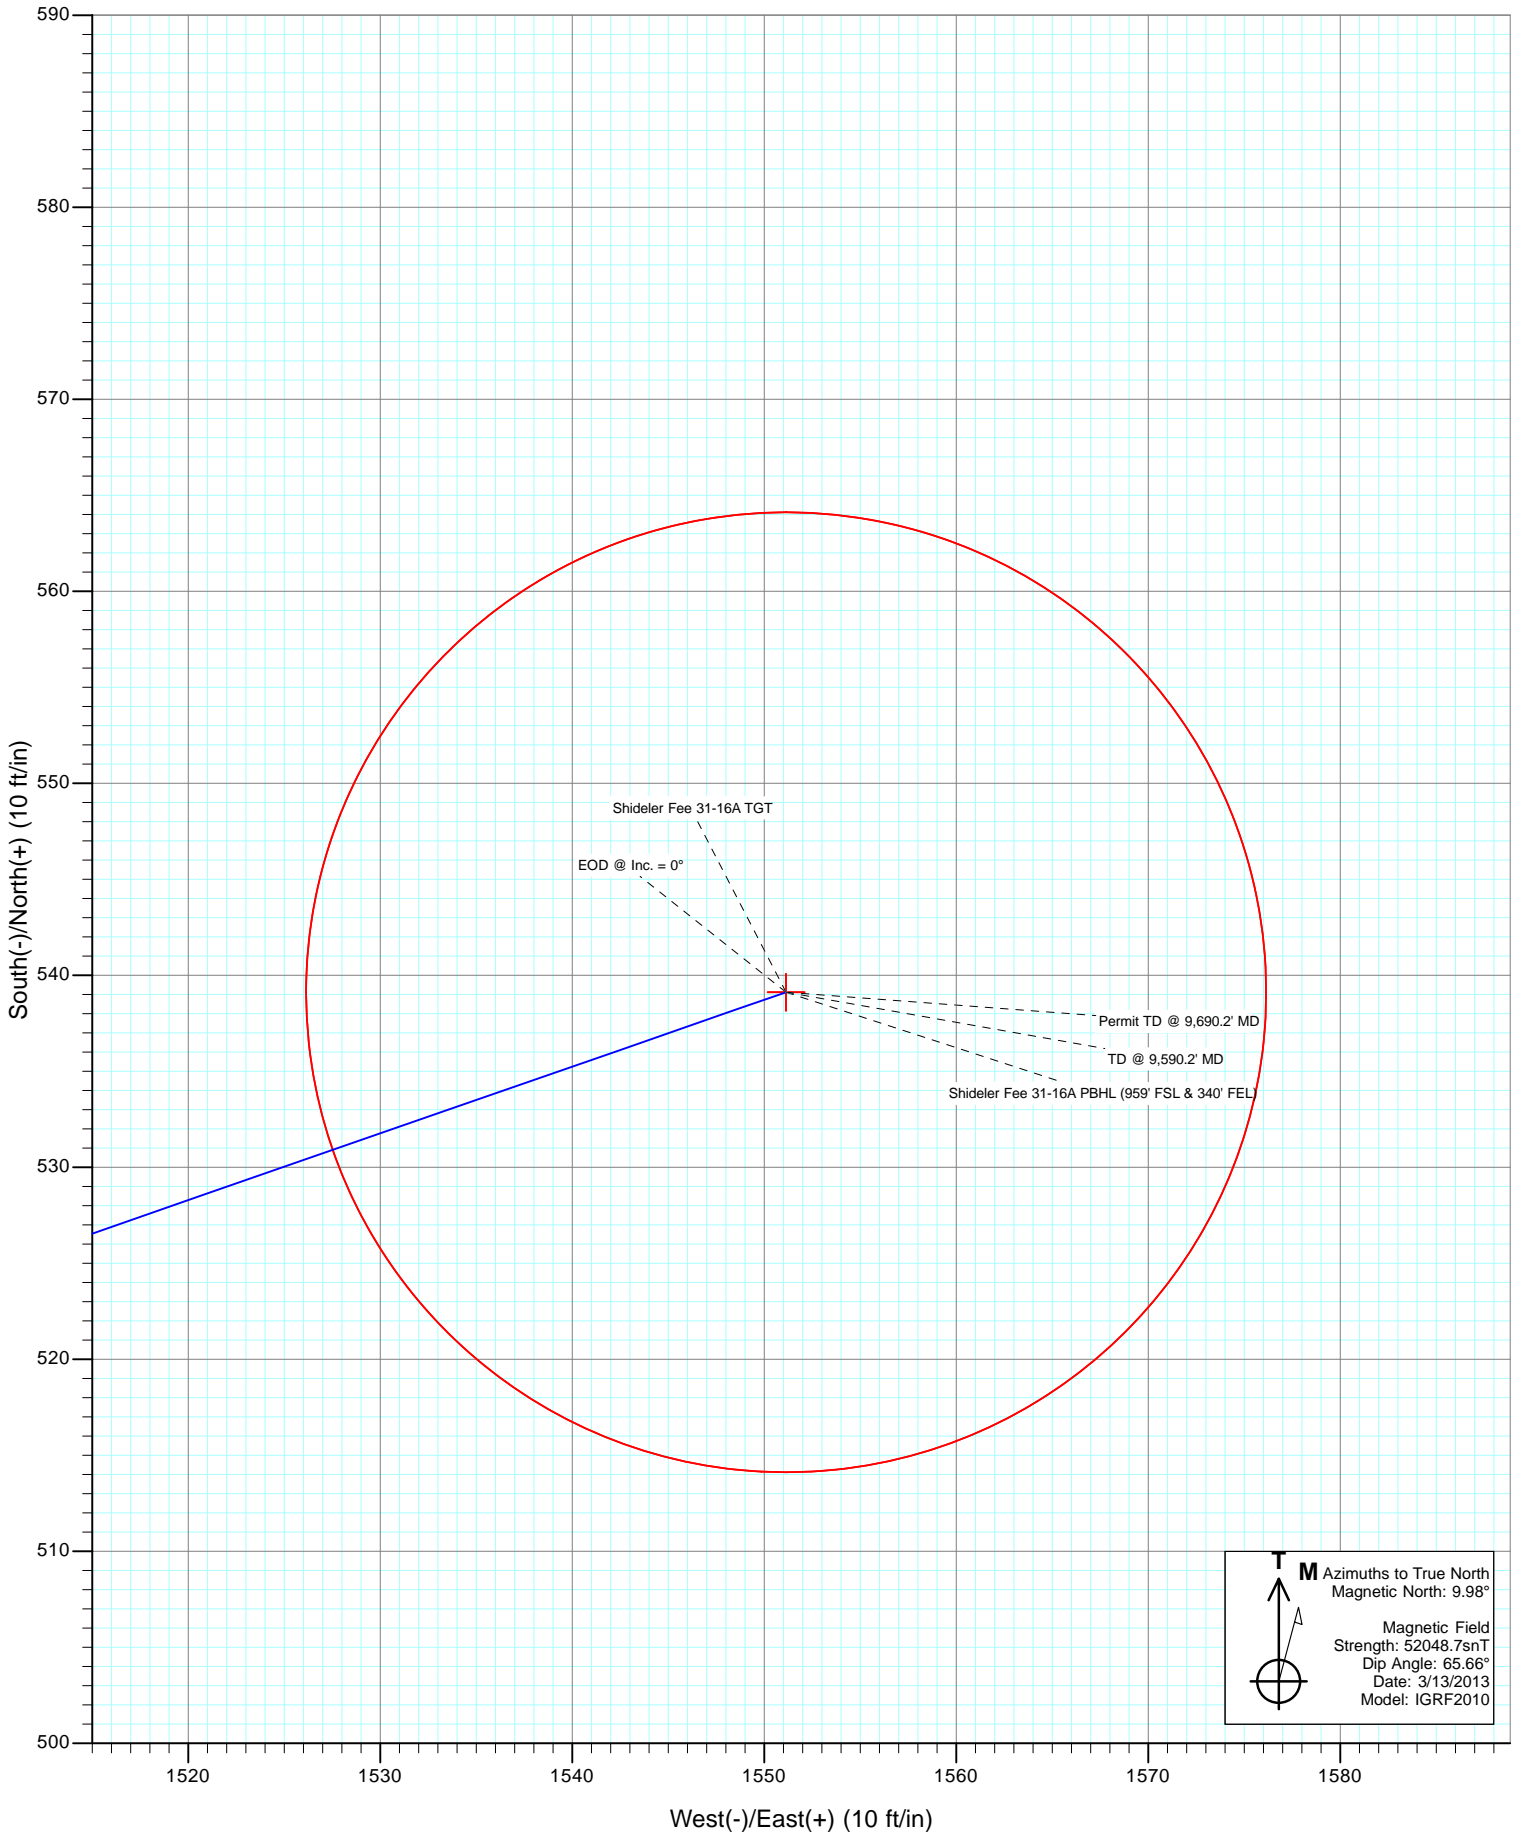 590
580
570
560
550
540
530
520
510
500
South(-)/North(+) (10 ft/in)
Shideler Fee 31-16A TGT
EOD @ Inc. = 0°
Permit TD @ 9,690.2' MD
TD @ 9,590.2' MD
Shideler Fee 31-16A PBHL (959' FSL & 340' FEL)
T
M Azimuths to True North
Magnetic North: 9.98°
Magnetic Field
Strength: 52048.7snT
Dip Angle: 65.66°
Date: 3/13/2013
Model: IGRF2010
1520 1530 1540 1550 1560 1570 1580
West(-)/East(+) (10 ft/in)